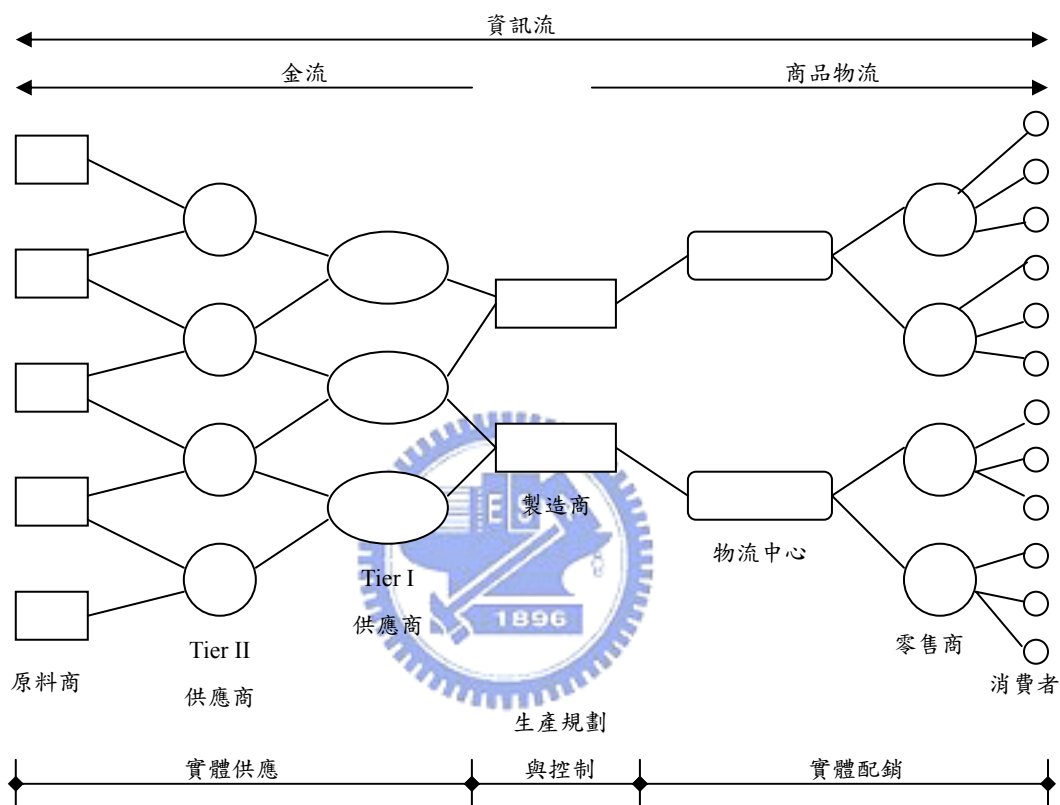 資訊流
金流
商品物流
製造商
物流中心
Tier I
供應商
1896
Tier II
供應商
零售商
原料商
消費者
生產規劃
與控制
實體供應
實體配銷